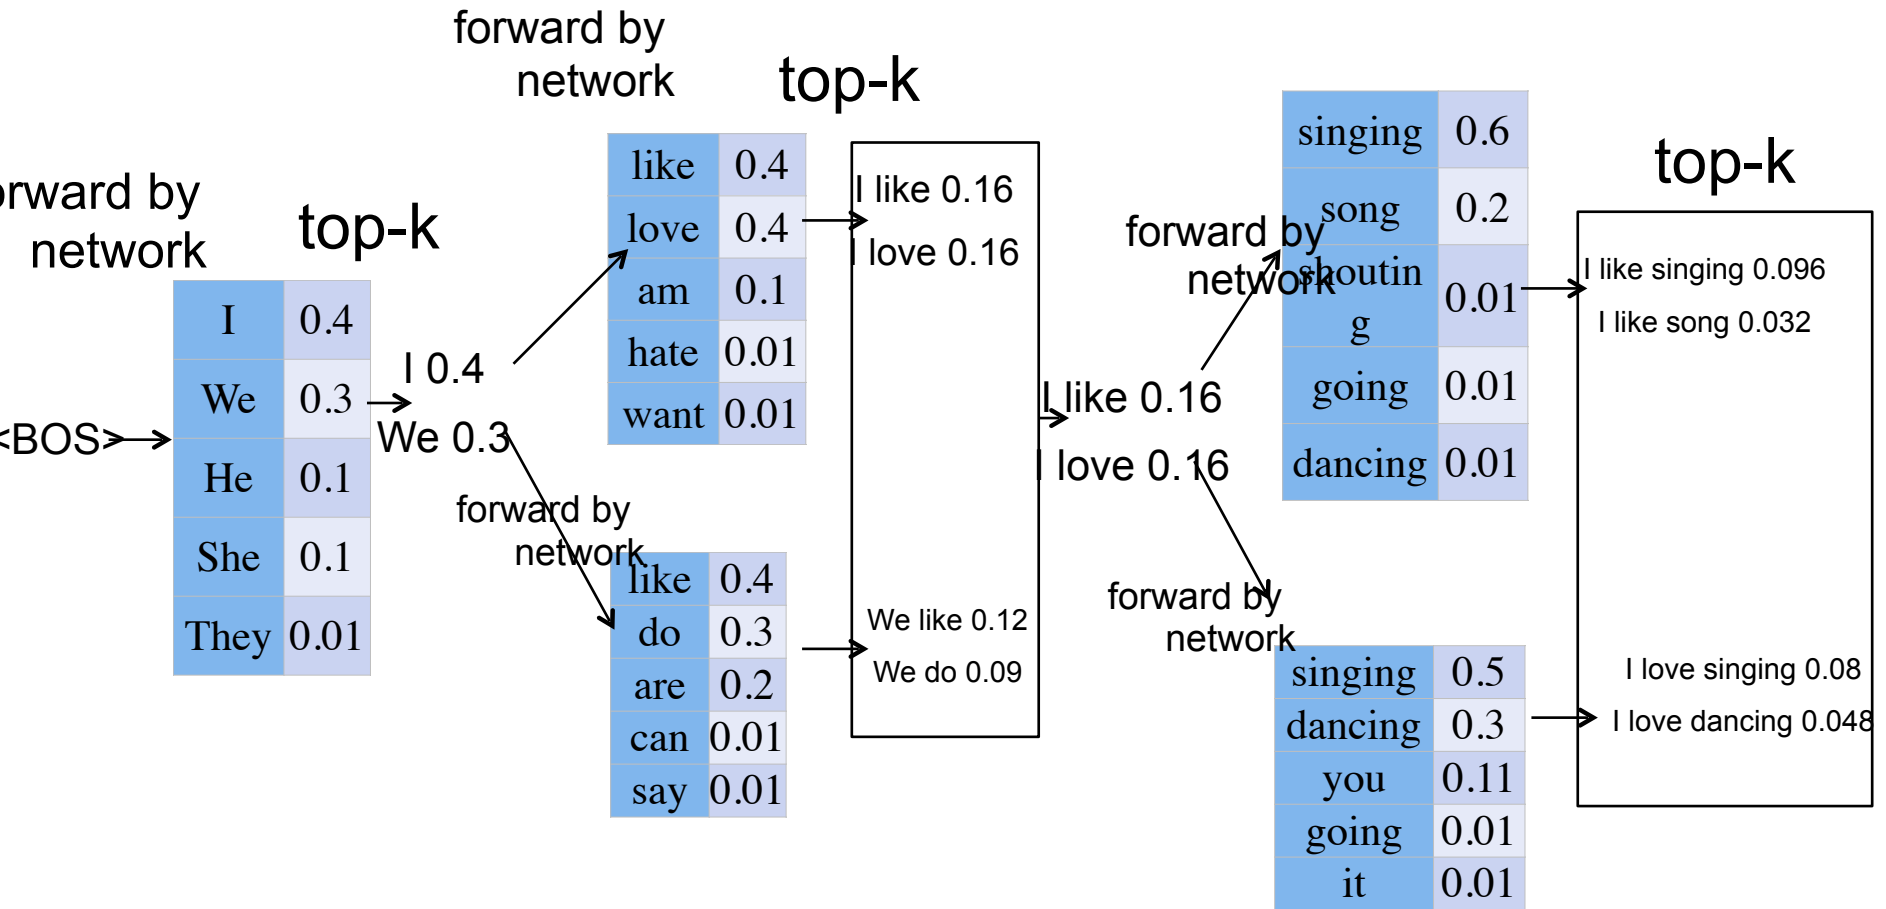 orward by
network
top-k
<BOS>
I 0.4
We 0.3
He 0.1
She 0.1
They 0.01
I 0.4
We 0.3
forward by
network
top-k
like 0.4
love 0.4
am 0.1
hate 0.01
want 0.01
forward by
network
like 0.4
do 0.3
are 0.2
can 0.01
say 0.01
I like 0.16
I love 0.16
We like 0.12
We do 0.09
I like 0.16
I love 0.16
forward by
network
singing 0.6
song 0.2
shoutin
g 0.01
going 0.01
dancing 0.01
forward by
network
singing 0.5
dancing 0.3
you 0.11
going 0.01
it 0.01
top-k
I like singing 0.096
I like song 0.032
I love singing 0.08
I love dancing 0.048